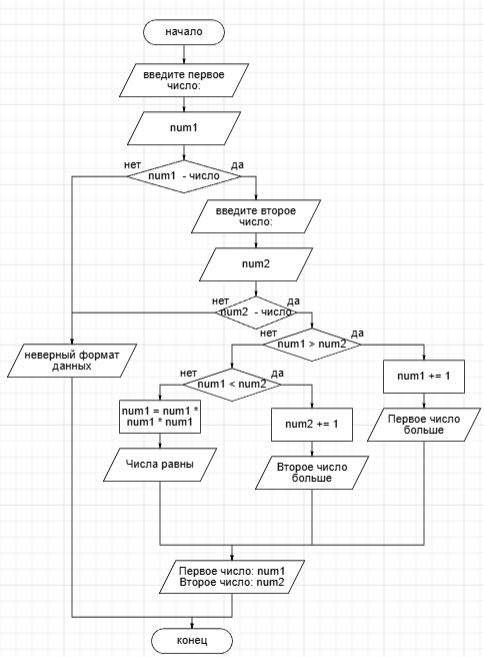 начало
введите первое
число:
num1
нет
да
num1 - число
введите второе
число:
num2
нет
да
num2 - число
нет
да
num1 > num2
неверный формат
данных
нет
да
num1 < num2
num1 += 1
num1 = num1 *
num1 * num1
num2 += 1
Первое число
больше
Числа равны
Второе число
больше
Первое число: num1
Второе число: num2
конец